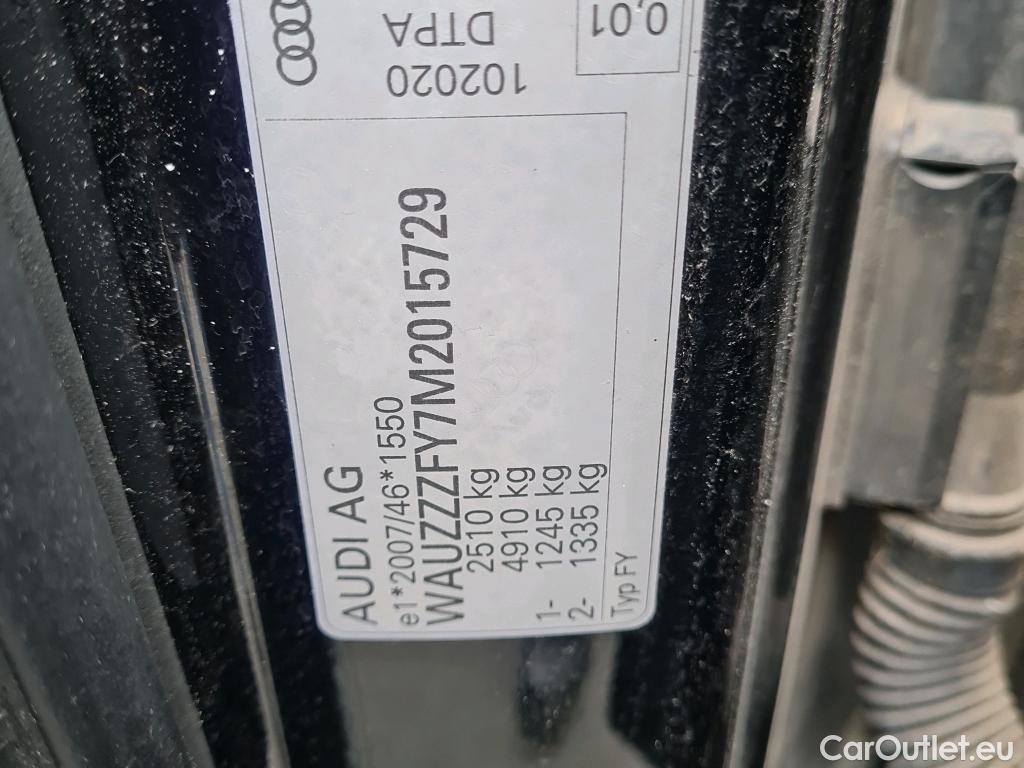 AUDI AG
e1*2007/46*1550
WAUZZZFY7M2015729
2510 kg
4910 kg
1- 1245 kg
2- 1335 kg
Typ FY
102020
DTPA
0,01
CarOutlet.eu